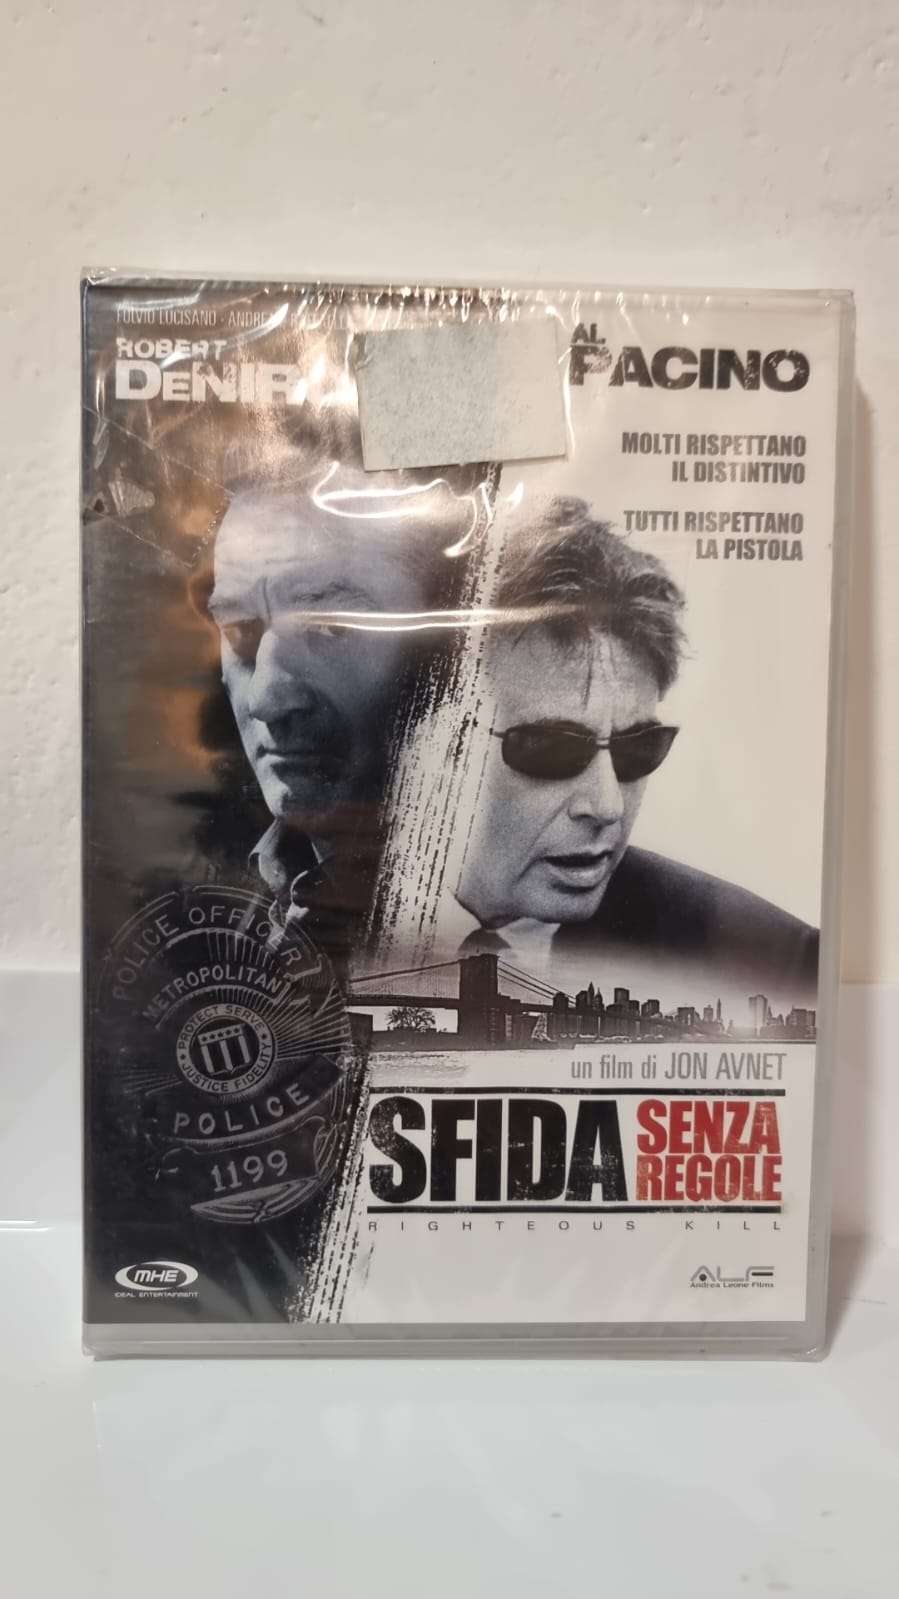 FULVIO LUCISANO - ANDREA
ROBERT
DENIRO
AL
PACINO
MOLTI RISPETTANO
IL DISTINTIVO
TUTTI RISPETTANO
LA PISTOLA
POLICE OFFICER
METROPOLITAN
PROTECT SERVE
JUSTICE FIDELITY
POLICE
1199
un film di JON AVNET
SFIDA SENZA
REGOLE
RIGHTEOUS KILL
MHE
IDEAL ENTERTAINMENT
ALF
Andrea Leone Films